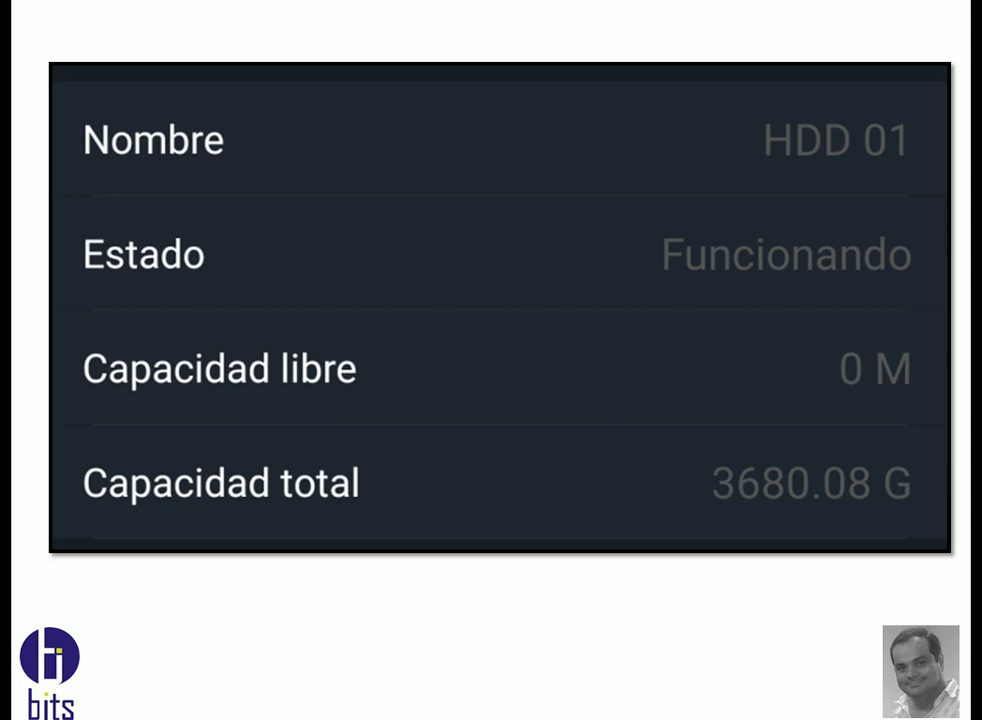 Nombre HDD 01
Estado Funcionando
Capacidad libre 0 M
Capacidad total 3680.08 G
bits